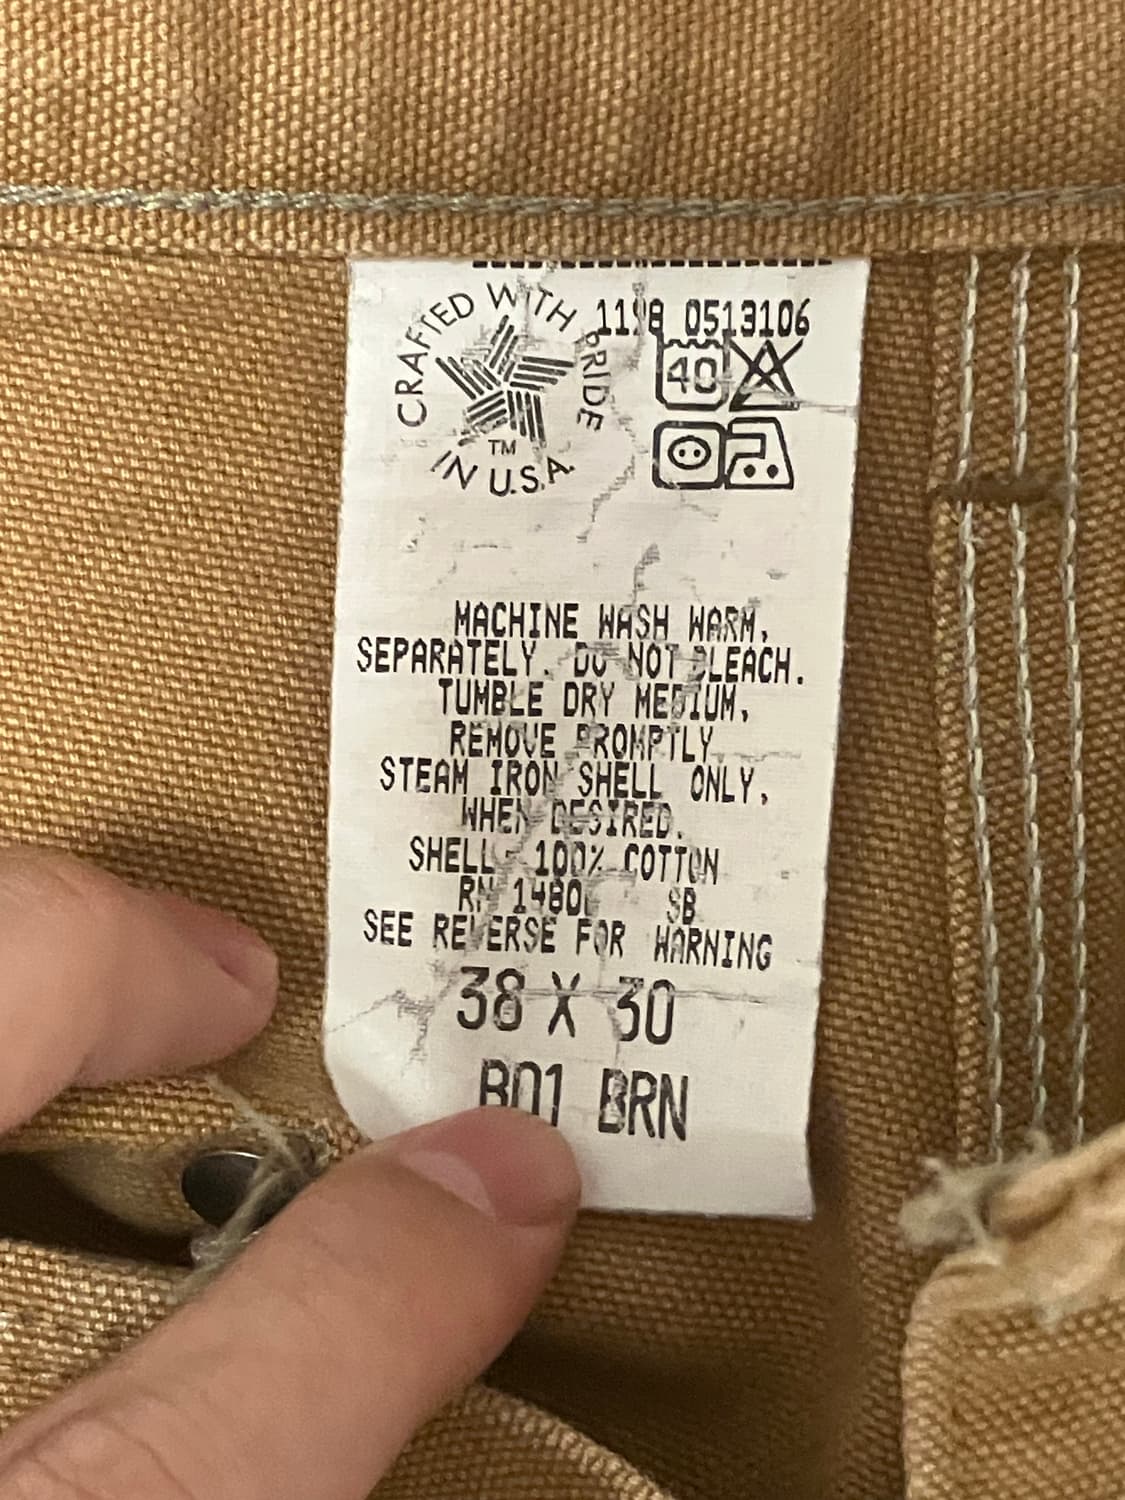 CRAFTED WITH PRIDE
IN U.S.A.
TM
1198 0513106
40
MACHINE WASH WARM,
SEPARATELY. DO NOT BLEACH.
TUMBLE DRY MEDIUM,
REMOVE PROMPTLY
STEAM IRON SHELL ONLY,
WHEN DESIRED.
SHELL - 100% COTTON
RN 14806 SB
SEE REVERSE FOR WARNING
38 X 30
B01 BRN